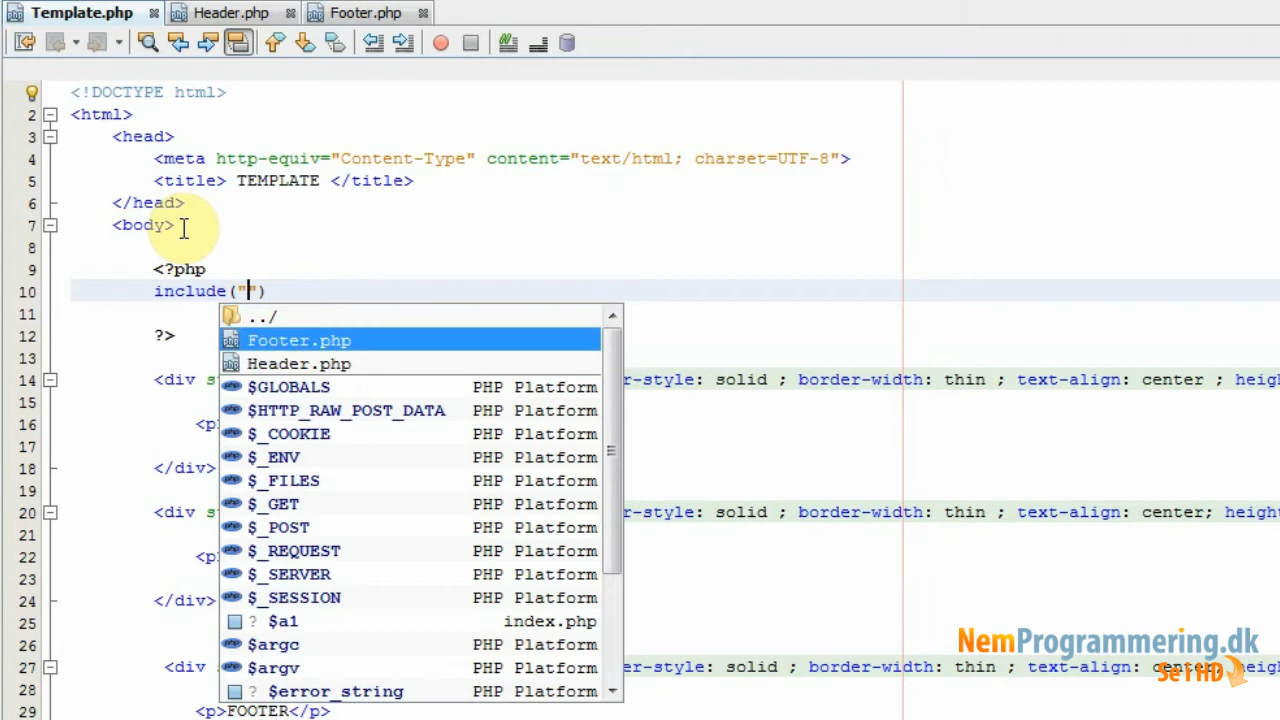 Template.php Header.php Footer.php
<!DOCTYPE html>
2 <html>
3 <head>
4 <meta http-equiv="Content-Type" content="text/html; charset=UTF-8">
5 <title> TEMPLATE </title>
6 </head>
7 <body>
8
9 <?php
10 include("")
11 ../
Footer.php
12 ?>
Header.php
13
14 <div s
$GLOBALS PHP Platform
r-style: solid ; border-width: thin ; text-align: center ; heig
15
$HTTP_RAW_POST_DATA PHP Platform
16 <p
$_COOKIE PHP Platform
17
$_ENV PHP Platform
18 </div>
$_FILES PHP Platform
19
$_GET PHP Platform
20 <div s
r-style: solid ; border-width: thin ; text-align: center; height
21
$_POST PHP Platform
22 <p
$_REQUEST PHP Platform
23
$_SERVER PHP Platform
24 </div>
$_SESSION PHP Platform
25
? $a1 index.php
26
$argc PHP Platform
NemProgrammering.dk
27 <div
$argv PHP Platform
er-style: solid ; border-width: thin ; text-align: center; heig
Set HD
28
? $error_string PHP Platform
29 <p>FOOTER</p>